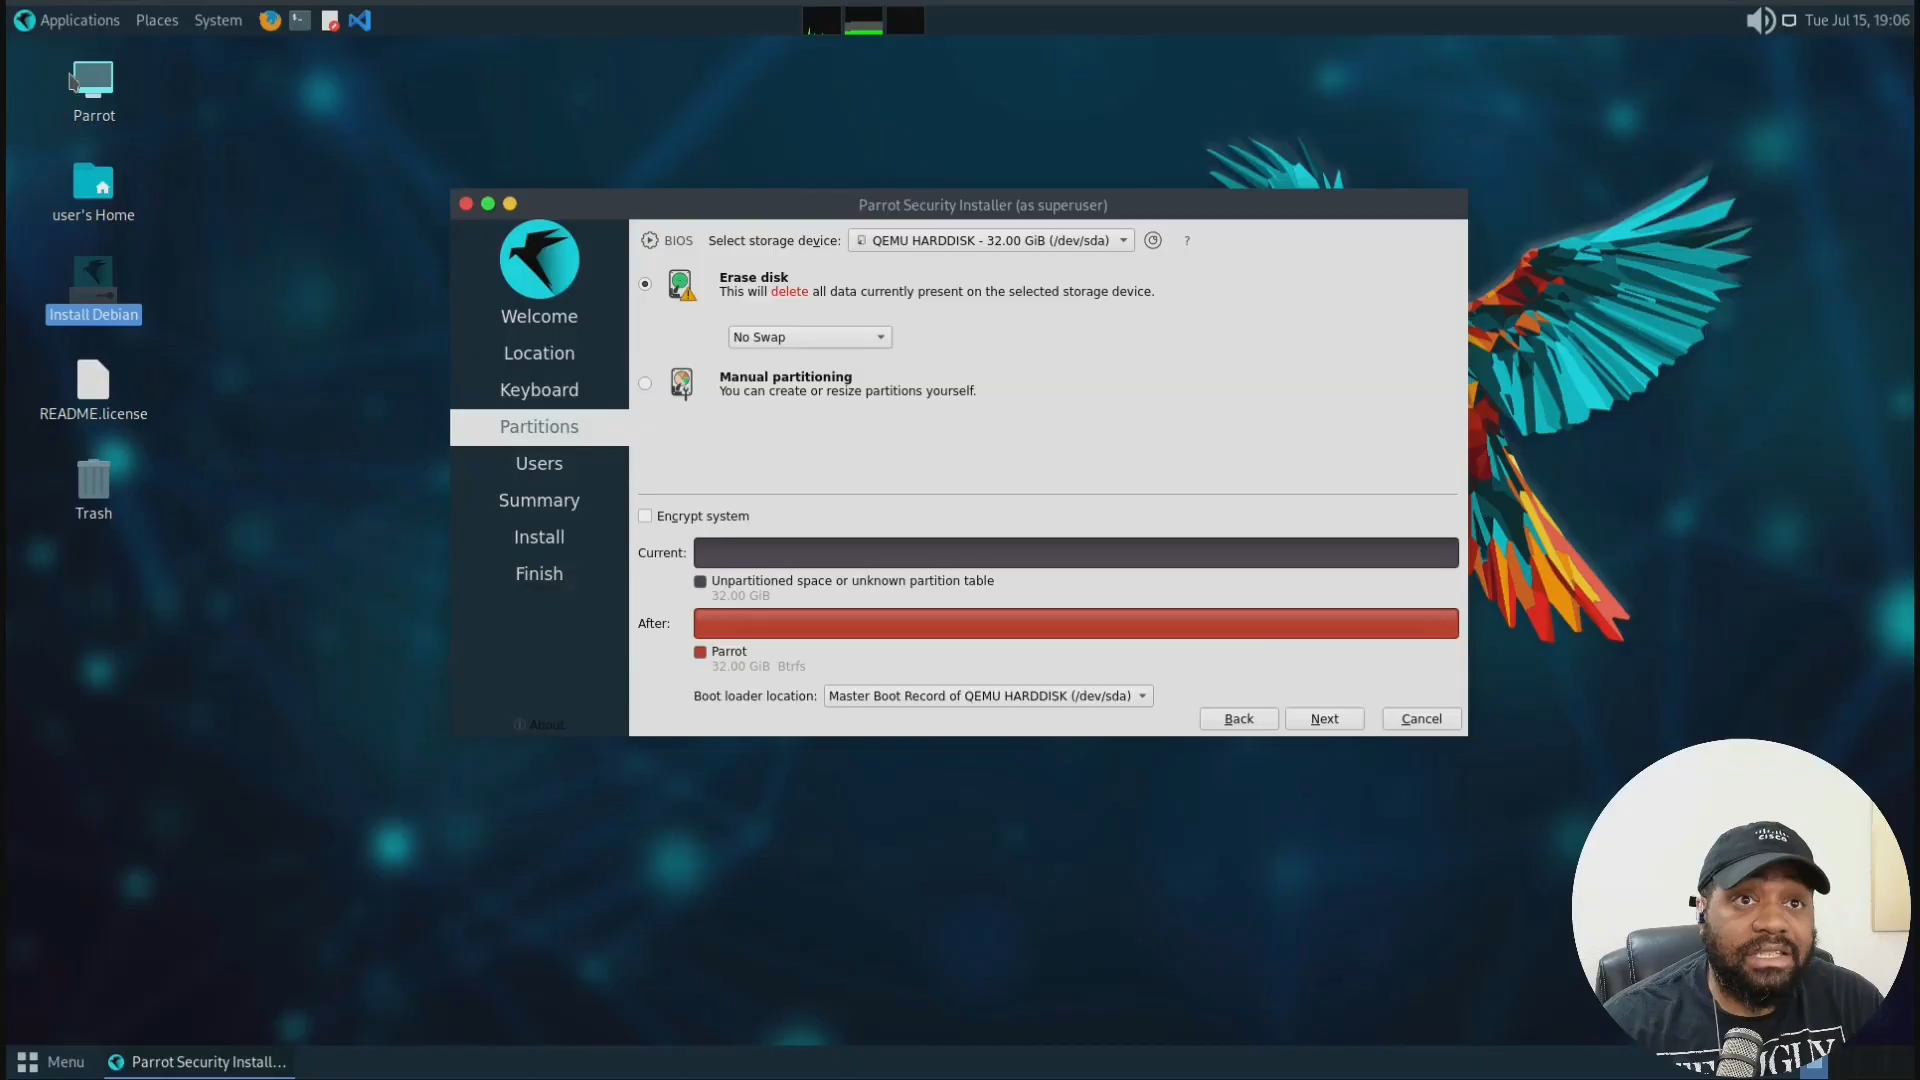 Applications Places System
Tue Jul 15, 19:06
Parrot
user's Home
Install Debian
README.license
Trash
Parrot Security Installer (as superuser)
Welcome
Location
Keyboard
Partitions
Users
Summary
Install
Finish
About
BIOS Select storage device: QEMU HARDDISK - 32.00 GiB (/dev/sda) ?
Erase disk
This will delete all data currently present on the selected storage device.
No Swap
Manual partitioning
You can create or resize partitions yourself.
Encrypt system
Current:
Unpartitioned space or unknown partition table
32.00 GiB
After:
Parrot
32.00 GiB Btrfs
Boot loader location: Master Boot Record of QEMU HARDDISK (/dev/sda)
Back Next Cancel
CISCO
Menu Parrot Security Install...